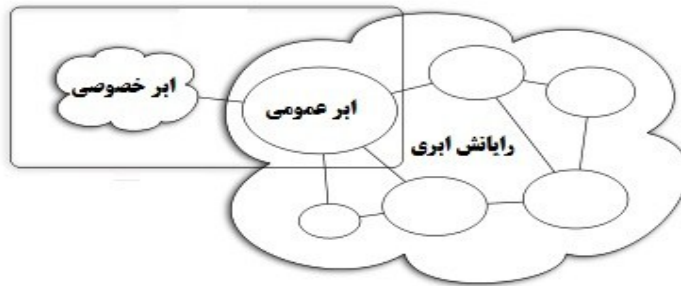 ابر خصوصی
ابر عمومی
رایانش ابری